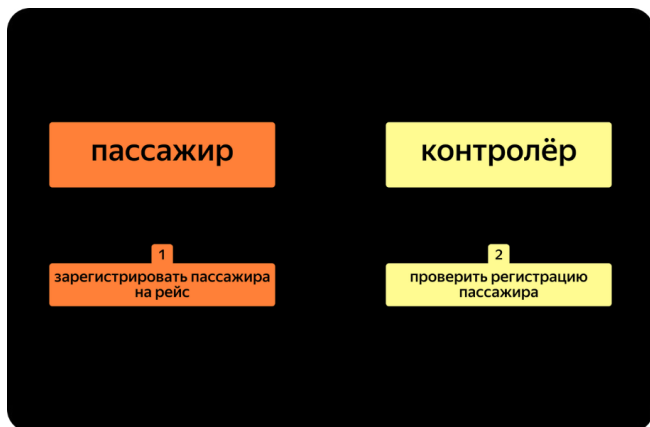 пассажир
контролёр
1
зарегистрировать пассажира
на рейс
2
проверить регистрацию
пассажира